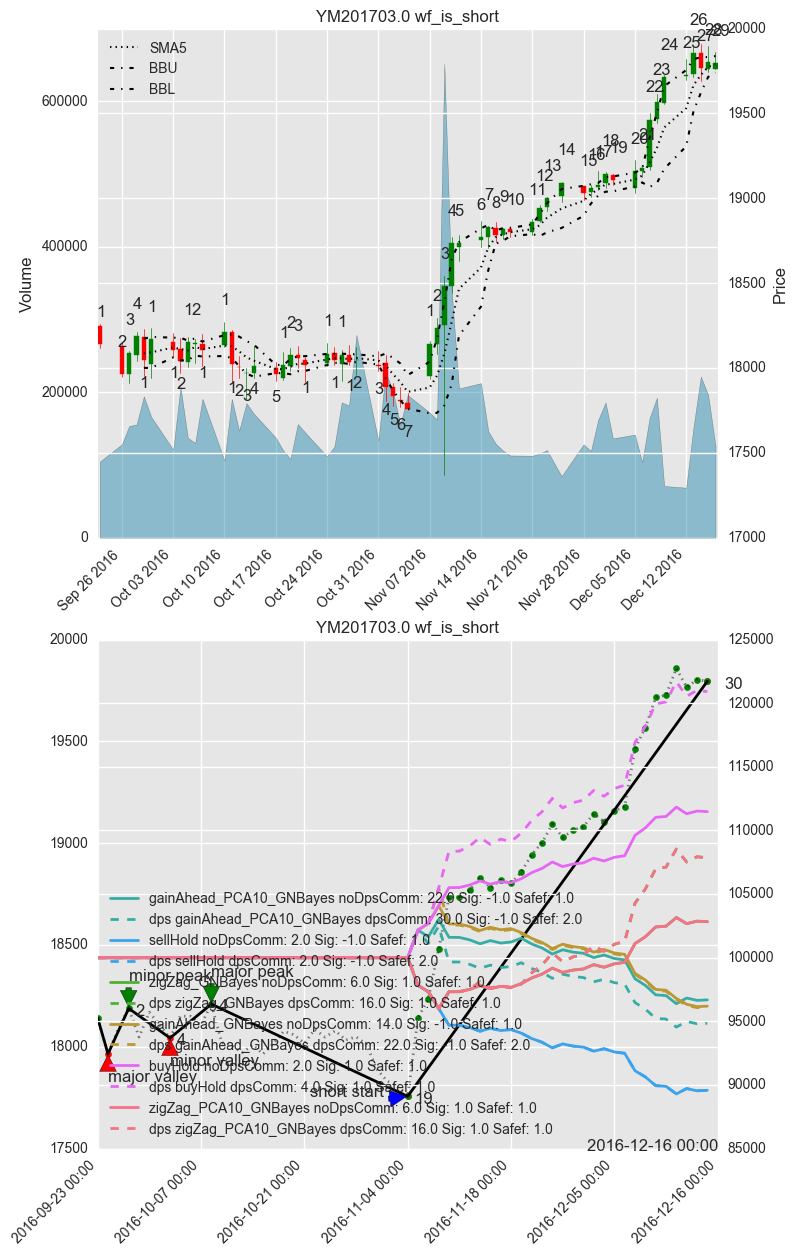 YM201703.0 wf_is_short
SMA5
BBU
BBL
Volume
Price
600000
400000
200000
0
20000
19500
19000
18500
18000
17500
17000
Sep 26 2016
Oct 03 2016
Oct 10 2016
Oct 17 2016
Oct 24 2016
Oct 31 2016
Nov 07 2016
Nov 14 2016
Nov 21 2016
Nov 28 2016
Dec 05 2016
Dec 12 2016
YM201703.0 wf_is_short
20000
19500
19000
18500
18000
17500
125000
120000
115000
110000
105000
100000
95000
90000
85000
30
gainAhead_PCA10_GNBayes noDpsComm: 22.0 Sig: -1.0 Safef: 1.0
dps gainAhead_PCA10_GNBayes dpsComm: 30.0 Sig: -1.0 Safef: 2.0
sellHold noDpsComm: 2.0 Sig: -1.0 Safef: 1.0
dps sellHold dpsComm: 2.0 Sig: -1.0 Safef: 2.0
zigZag_GNBayes noDpsComm: 6.0 Sig: 1.0 Safef: 1.0
dps zigZag_GNBayes dpsComm: 16.0 Sig: 1.0 Safef: 1.0
gainAhead_GNBayes noDpsComm: 14.0 Sig: -1.0 Safef: 1.0
dps gainAhead_GNBayes dpsComm: 22.0 Sig: -1.0 Safef: 2.0
buyHold noDpsComm: 2.0 Sig: 1.0 Safef: 1.0
dps buyHold dpsComm: 4.0 Sig: 1.0 Safef: 1.0
zigZag_PCA10_GNBayes noDpsComm: 6.0 Sig: 1.0 Safef: 1.0
dps zigZag_PCA10_GNBayes dpsComm: 16.0 Sig: 1.0 Safef: 1.0
minor peak
major peak
minor valley
major valley
short start
19
2016-12-16 00:00
2016-09-23 00:00
2016-10-07 00:00
2016-10-21 00:00
2016-11-04 00:00
2016-11-18 00:00
2016-12-05 00:00
2016-12-16 00:00